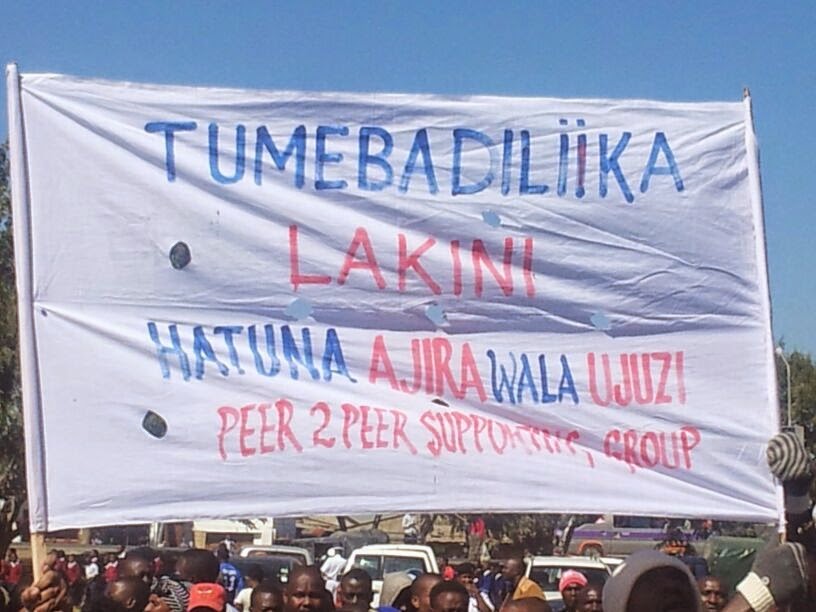 TUMEBADILIIKA
LAKINI
HATUNA AJIRA WALA UJUZI
PEER 2 PEER SUPPORTING GROUP